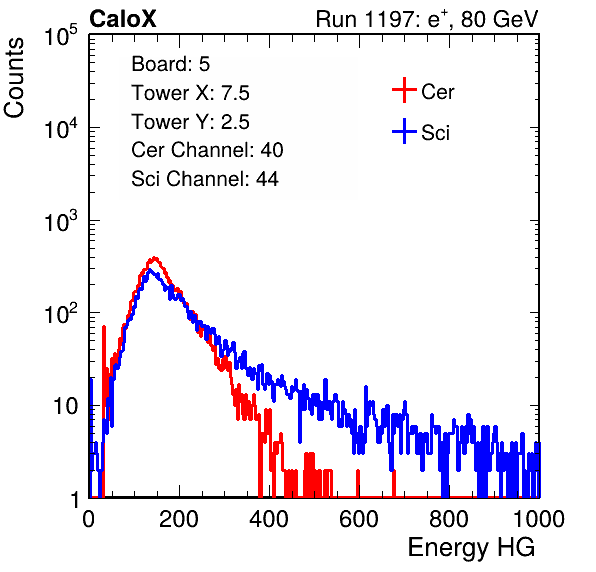 CaloX Run 1197: e⁺, 80 GeV
Counts
10⁵
10⁴
10³
10²
10
1
Board: 5
Tower X: 7.5
Tower Y: 2.5
Cer Channel: 40
Sci Channel: 44
Cer
Sci
0 200 400 600 800 1000
Energy HG